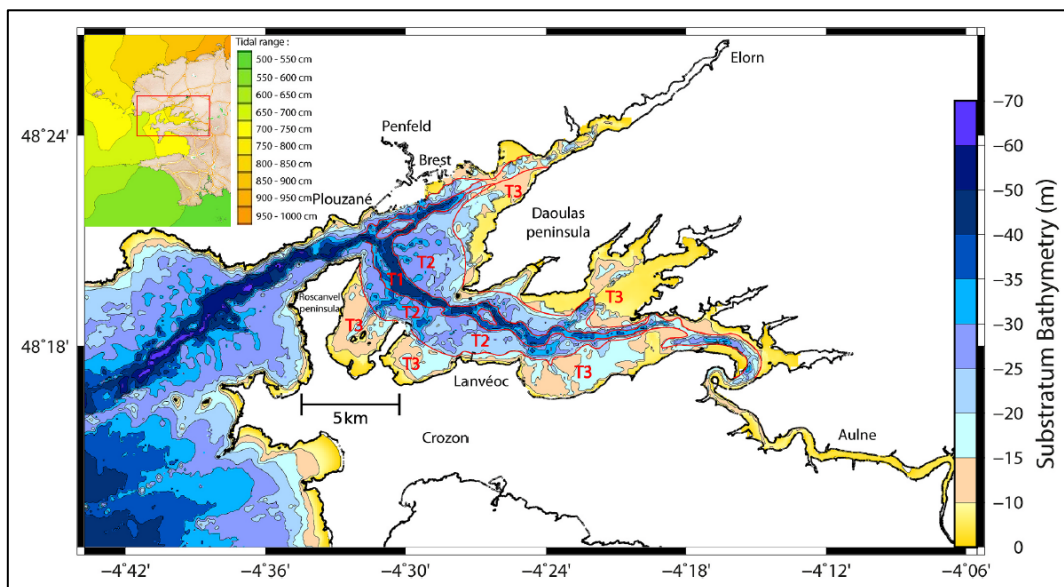 Tidal range :
500 - 550 cm
550 - 600 cm
600 - 650 cm
650 - 700 cm
700 - 750 cm
750 - 800 cm
800 - 850 cm
850 - 900 cm
900 - 950 cm
950 - 1000 cm
48°24'
48°18'
Elorn
Penfeld
Brest
Plouzané
T3
Daoulas
peninsula
T2
T1
T3
Roscanvel
peninsula
T2
T3
T2
T3
T3
Lanvéoc
5 km
Crozon
Aulne
−70
−60
−50
−35
−30
−25
−20
−15
−10
0
Substratum Bathymetry (m)
−4°42'
−4°36'
−4°30'
−4°24'
−4°18'
−4°12'
−4°06'